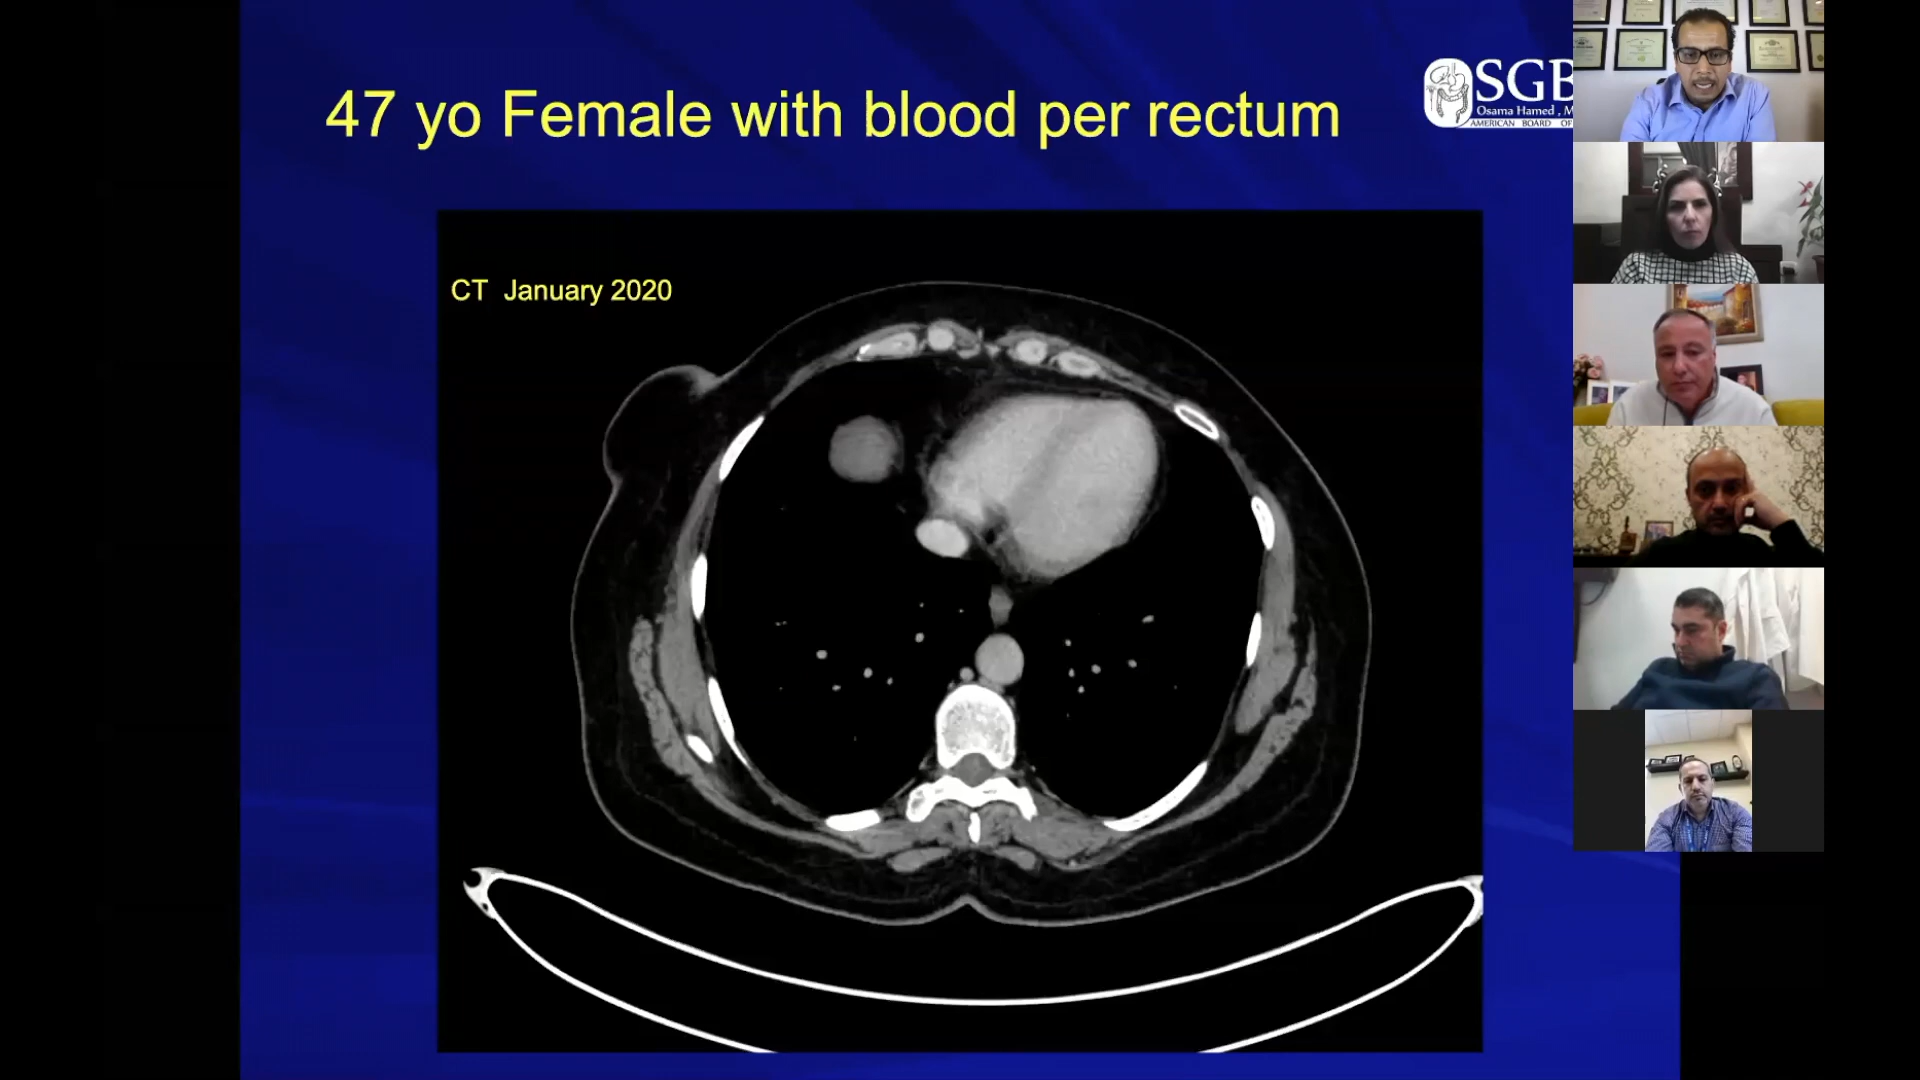 47 yo Female with blood per rectum
SGB
Osama Hamed , M
AMERICAN BOARD OF
CT January 2020